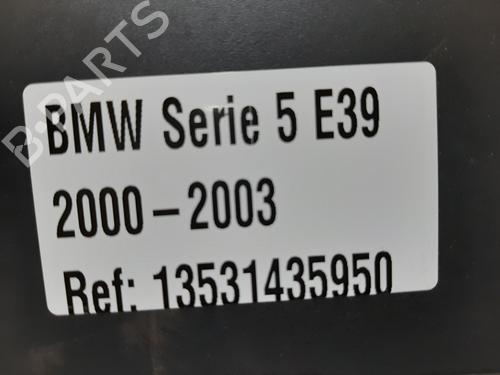 B-PARTS
BMW Serie 5 E39
2000-2003
Ref: 13531435950